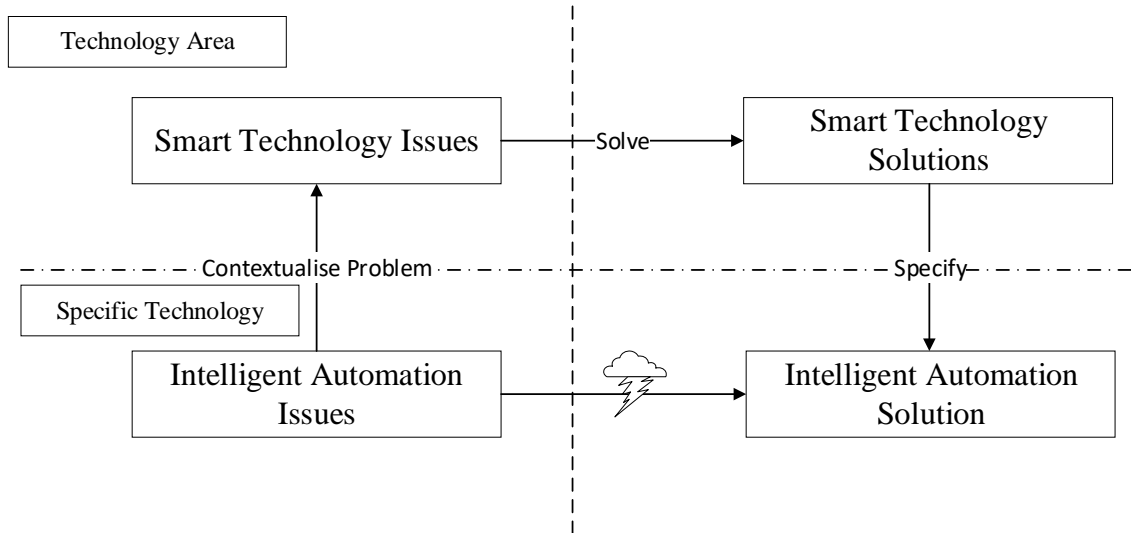 Technology Area
Smart Technology Issues
Solve
Smart Technology
Solutions
Contextualise Problem
Specify
Specific Technology
Intelligent Automation
Issues
Intelligent Automation
Solution